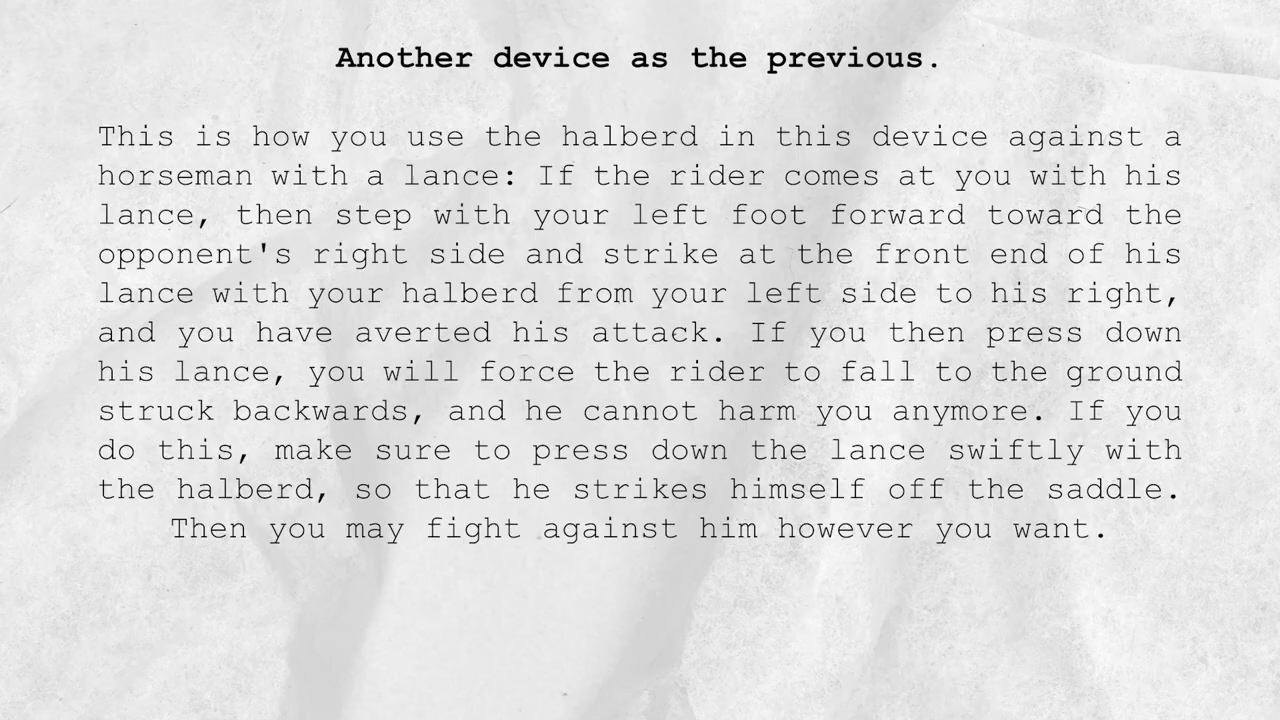 Another device as the previous.
This is how you use the halberd in this device against a
horseman with a lance: If the rider comes at you with his
lance, then step with your left foot forward toward the
opponent's right side and strike at the front end of his
lance with your halberd from your left side to his right,
and you have averted his attack. If you then press down
his lance, you will force the rider to fall to the ground
struck backwards, and he cannot harm you anymore. If you
do this, make sure to press down the lance swiftly with
the halberd, so that he strikes himself off the saddle.
Then you may fight against him however you want.